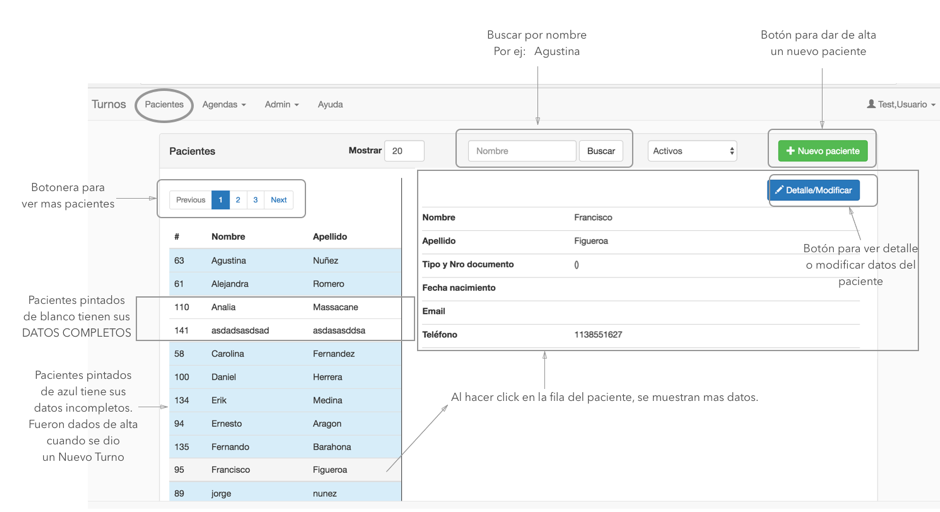 Buscar por nombre
Por ej: Agustina
Botón para dar de alta
un nuevo paciente
Turnos Pacientes Agendas Admin Ayuda Test,Usuario
Pacientes Mostrar 20 Nombre Buscar Activos + Nuevo paciente
Botonera para
ver mas pacientes
Previous 1 2 3 Next
Detalle/Modificar
Botón para ver detalle
o modificar datos del
paciente
# Nombre Apellido
63 Agustina Nuñez
61 Alejandra Romero
110 Analia Massacane
141 asdadsasdsad asdasasddsa
58 Carolina Fernandez
100 Daniel Herrera
134 Erik Medina
94 Ernesto Aragon
135 Fernando Barahona
95 Francisco Figueroa
89 jorge nunez
Nombre Francisco
Apellido Figueroa
Tipo y Nro documento ()
Fecha nacimiento
Email
Teléfono 1138551627
Pacientes pintados
de blanco tienen sus
DATOS COMPLETOS
Pacientes pintados
de azul tiene sus
datos incompletos.
Fueron dados de alta
cuando se dio
un Nuevo Turno
Al hacer click en la fila del paciente, se muestran mas datos.